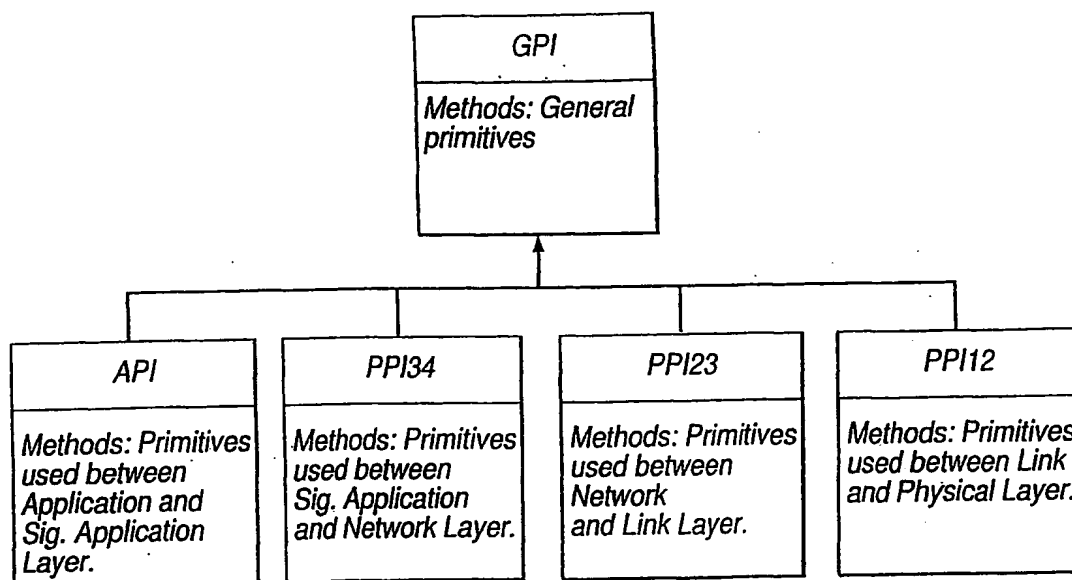 GPI
Methods: General
primitives
API
Methods: Primitives
used between
Application and
Sig. Application
Layer.
PPI34
Methods: Primitives
used between
Sig. Application
and Network Layer.
PPI23
Methods: Primitives
used between
Network
and Link Layer.
PPI12
Methods: Primitives
used between Link
and Physical Layer.